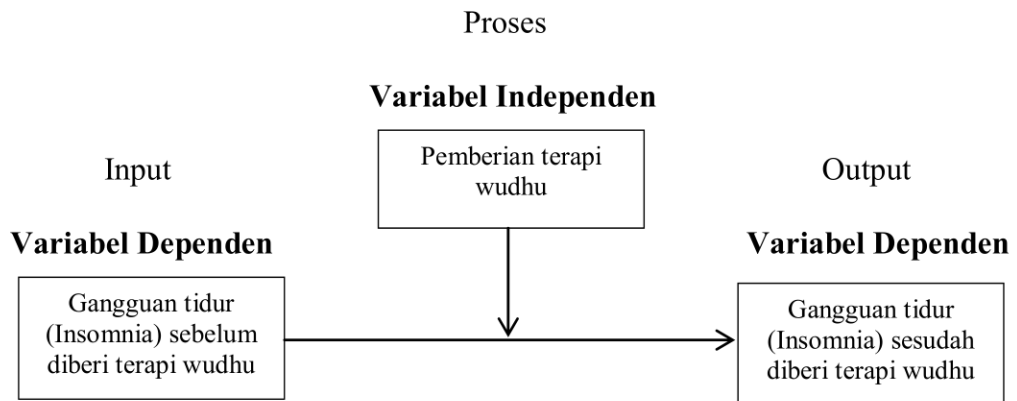 Proses
Variabel Independen
Pemberian terapi
wudhu
Input
Variabel Dependen
Gangguan tidur
(Insomnia) sebelum
diberi terapi wudhu
Output
Variabel Dependen
Gangguan tidur
(Insomnia) sesudah
diberi terapi wudhu